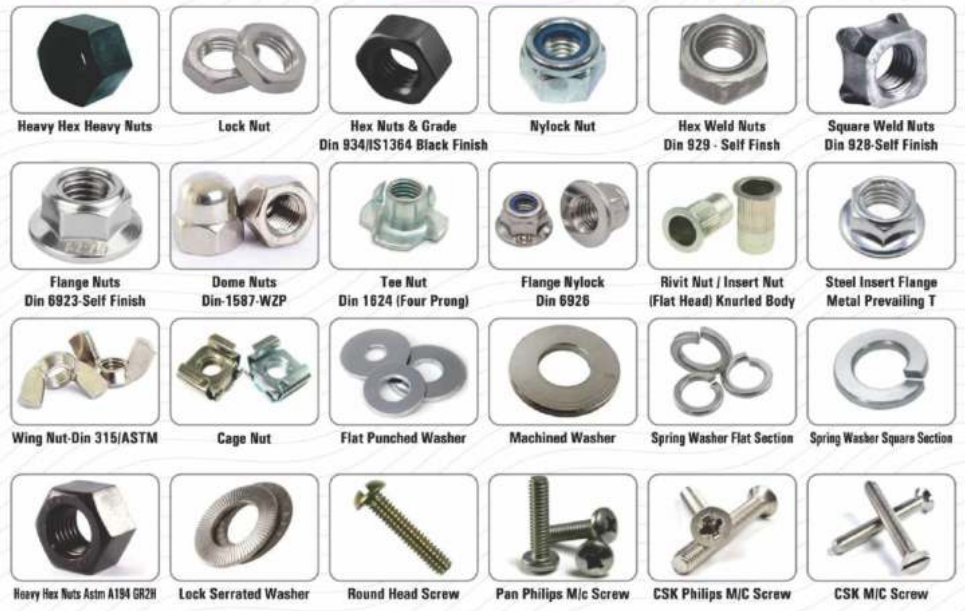 Heavy Hex Heavy Nuts
Lock Nut
Hex Nuts & Grade
Din 934/IS1364 Black Finish
Nylock Nut
Hex Weld Nuts
Din 929 - Self Finsh
Square Weld Nuts
Din 928-Self Finish
Flange Nuts
Din 6923-Self Finish
Dome Nuts
Din-1587-WZP
Tee Nut
Din 1624 (Four Prong)
Flange Nylock
Din 6926
Rivit Nut / Insert Nut
(Flat Head) Knurled Body
Steel Insert Flange
Metal Prevailing T
Wing Nut-Din 315/ASTM
Cage Nut
Flat Punched Washer
Machined Washer
Spring Washer Flat Section
Spring Washer Square Section
Heavy Hex Nuts Astm A194 GR2H
Lock Serrated Washer
Round Head Screw
Pan Philips M/c Screw
CSK Philips M/C Screw
CSK M/C Screw